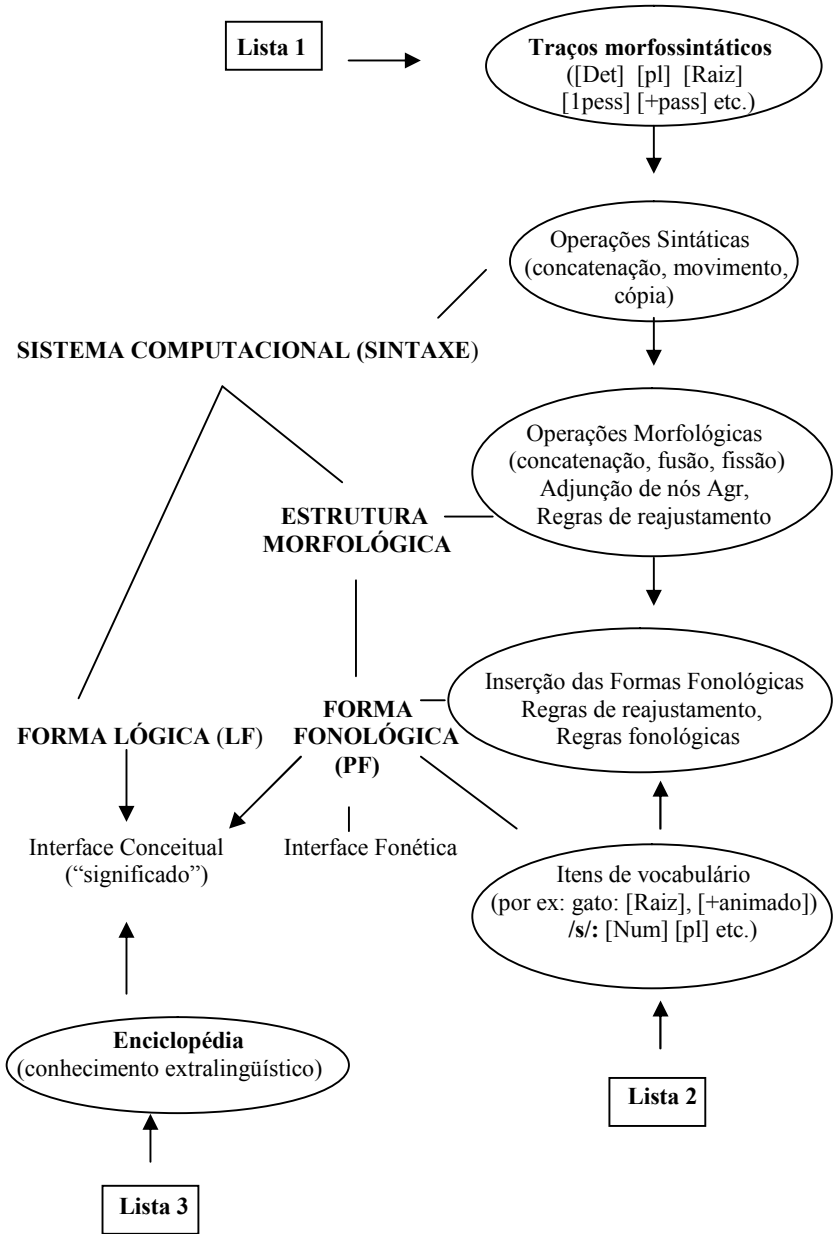 Lista 1
Traços morfossintáticos
([Det] [pl] [Raiz]
[1pess] [+pass] etc.)
Operações Sintáticas
(concatenação, movimento,
cópia)
SISTEMA COMPUTACIONAL (SINTAXE)
Operações Morfológicas
(concatenação, fusão, fissão)
Adjunção de nós Agr,
Regras de reajustamento
ESTRUTURA
MORFOLÓGICA
Inserção das Formas Fonológicas
Regras de reajustamento,
Regras fonológicas
FORMA LÓGICA (LF)
FORMA
FONOLÓGICA
(PF)
Interface Conceitual
(“significado”)
Interface Fonética
Itens de vocabulário
(por ex: gato: [Raiz], [+animado])
/s/: [Num] [pl] etc.)
Enciclopédia
(conhecimento extralingüístico)
Lista 2
Lista 3